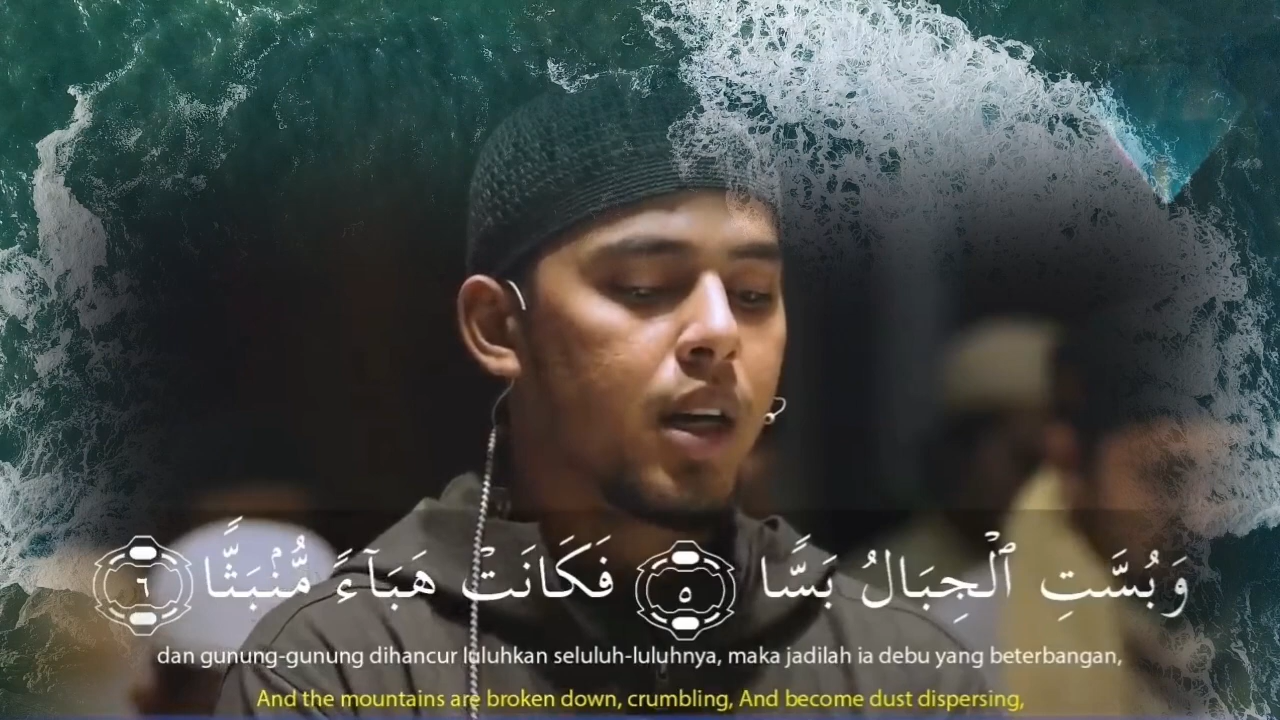 وَبُسَّتِ ٱلْجِبَالُ بَسًّا ٥ فَكَانَتْ هَبَآءً مُّنۢبَثًّا ٦
dan gunung-gunung dihancur luluhkan seluluh-luluhnya, maka jadilah ia debu yang beterbangan,
And the mountains are broken down, crumbling, And become dust dispersing,